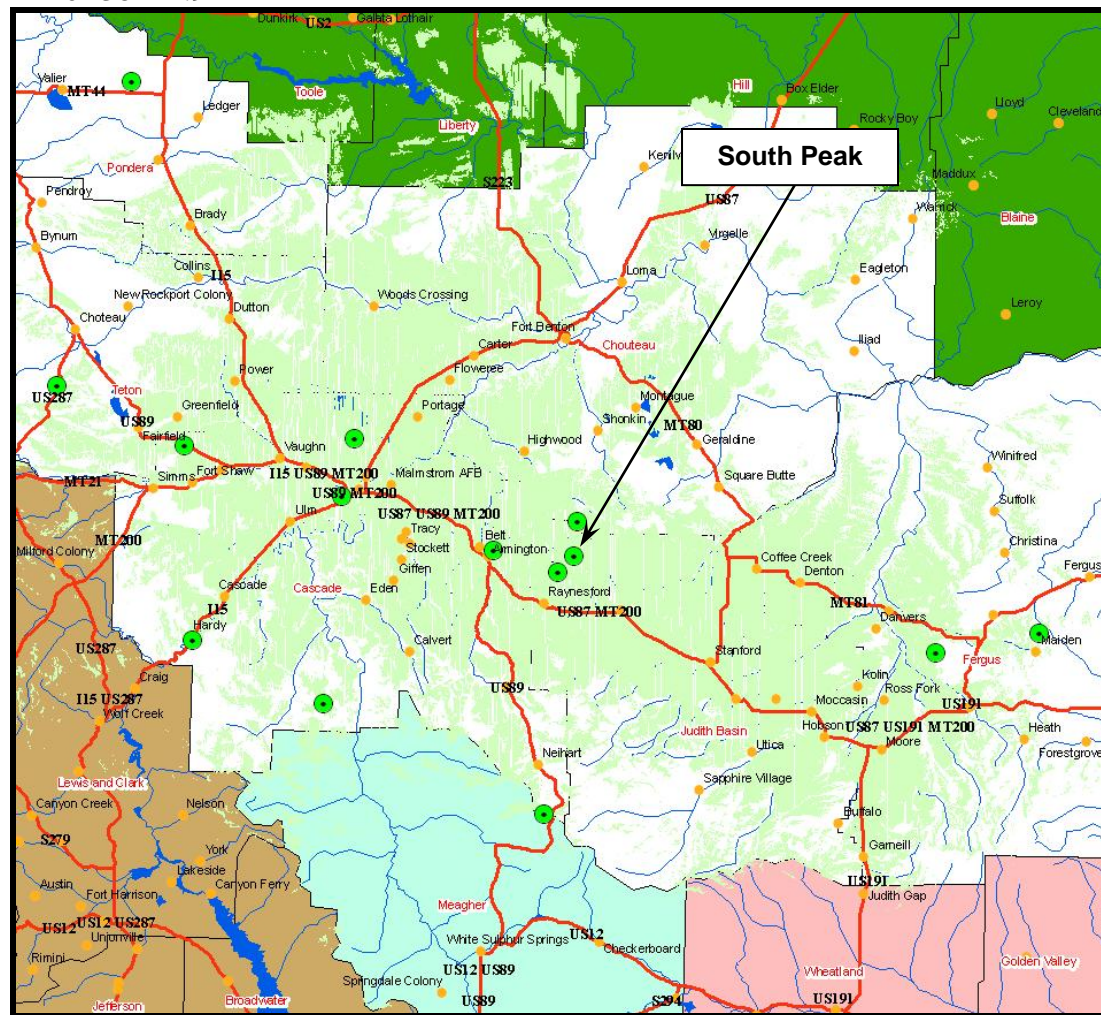 Dunkirk
Galata Lothair
US2
Valier
MT44
Ledger
Toole
Hill
Box Elder
Lloyd
Cleveland
Liberty
Rocky Boy
South Peak
Pondera
S223
Maddux
Pendroy
US87
Warrick
Blaine
Brady
Bynum
Virgelle
Collins
I15
Loma
Eagleton
New Rockport Colony
Woods Crossing
Leroy
Dutton
Choteau
Fort Benton
Carter
Chouteau
Iliad
Floweree
US287
Teton
Power
Greenfield
Portage
Montague
US89
Shonkin
MT80
Fairfield
Vaughn
Highwood
Geraldine
Winifred
Fort Shaw
I15 US89 MT200
Malmstrom AFB
MT21
Simms
US89 MT200
Square Butte
Suffolk
Ulm
US87 US89 MT200
MT200
Tracy
Belt
Milford Colony
Stockett
Armington
Coffee Creek
Christina
Giffen
Denton
Fergus
Cascade
Cascade
Eden
Raynesford
US87 MT200
MT81
I15
Danvers
Hardy
Calvert
Maiden
US287
Stanford
Fergus
Craig
Kolin
US89
Ross Fork
I15 US287
Moccasin
US191
Wolf Creek
Judith Basin
Hobson
US87 US191 MT200
Heath
Utica
Moore
Forestgrove
Neihart
Lewis and Clark
Sapphire Village
Canyon Creek
Nelson
Buffalo
S279
York
Garneill
Lakeside
US191
Austin
Fort Harrison
Canyon Ferry
Judith Gap
Meagher
US12
US12 US287
Unionville
White Sulphur Springs
US12
Checkerboard
Rimini
US12 US89
Springdale Colony
Wheatland
Golden Valley
Jefferson
Broadwater
US89
S294
US191